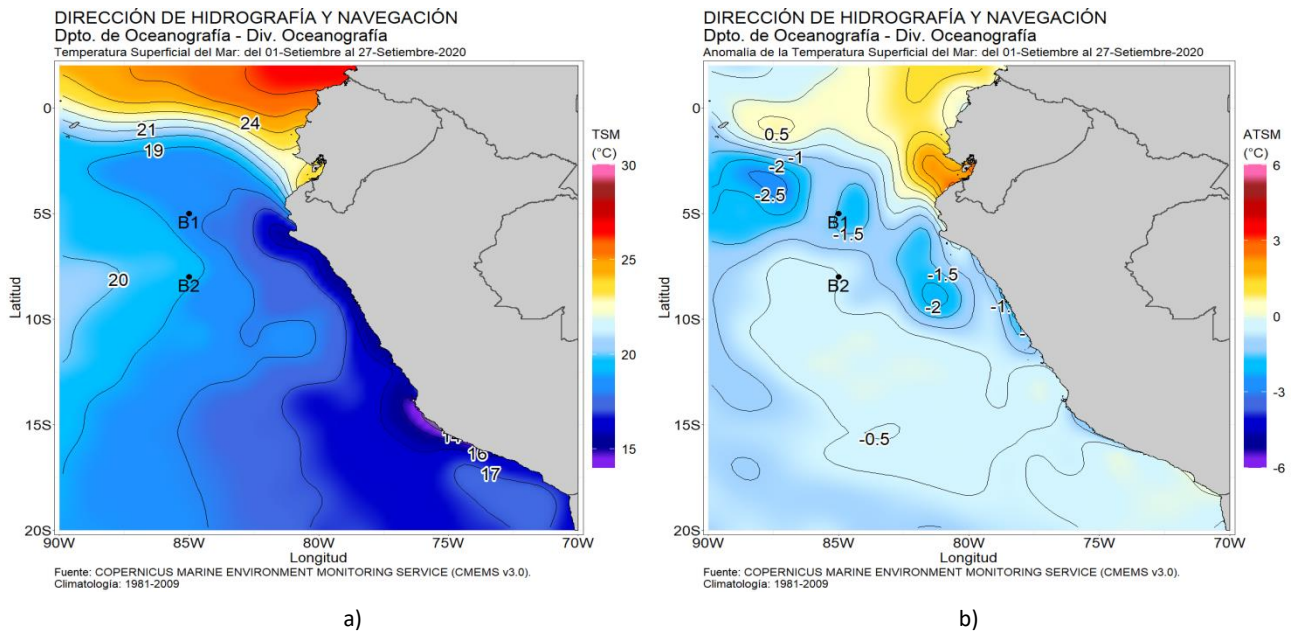 DIRECCIÓN DE HIDROGRAFÍA Y NAVEGACIÓN
Dpto. de Oceanografía - Div. Oceanografía
Temperatura Superficial del Mar: del 01-Setiembre al 27-Setiembre-2020
0
5S
10S
15S
20S
Latitud
21
24
19
B1
20
B2
14
16
17
TSM
(°C)
30
25
20
15
90W
85W
80W
75W
70W
Longitud
Fuente: COPERNICUS MARINE ENVIRONMENT MONITORING SERVICE (CMEMS v3.0).
Climatología: 1981-2009
a)
DIRECCIÓN DE HIDROGRAFÍA Y NAVEGACIÓN
Dpto. de Oceanografía - Div. Oceanografía
Anomalia de la Temperatura Superficial del Mar: del 01-Setiembre al 27-Setiembre-2020
0
5S
10S
15S
20S
Latitud
0.5
-1
-2
-2.5
B1
-1.5
B2
-1.5
-2
-1.
-0.5
ATSM
(°C)
6
3
0
-3
-6
90W
85W
80W
75W
70W
Longitud
Fuente: COPERNICUS MARINE ENVIRONMENT MONITORING SERVICE (CMEMS v3.0).
Climatología: 1981-2009
b)